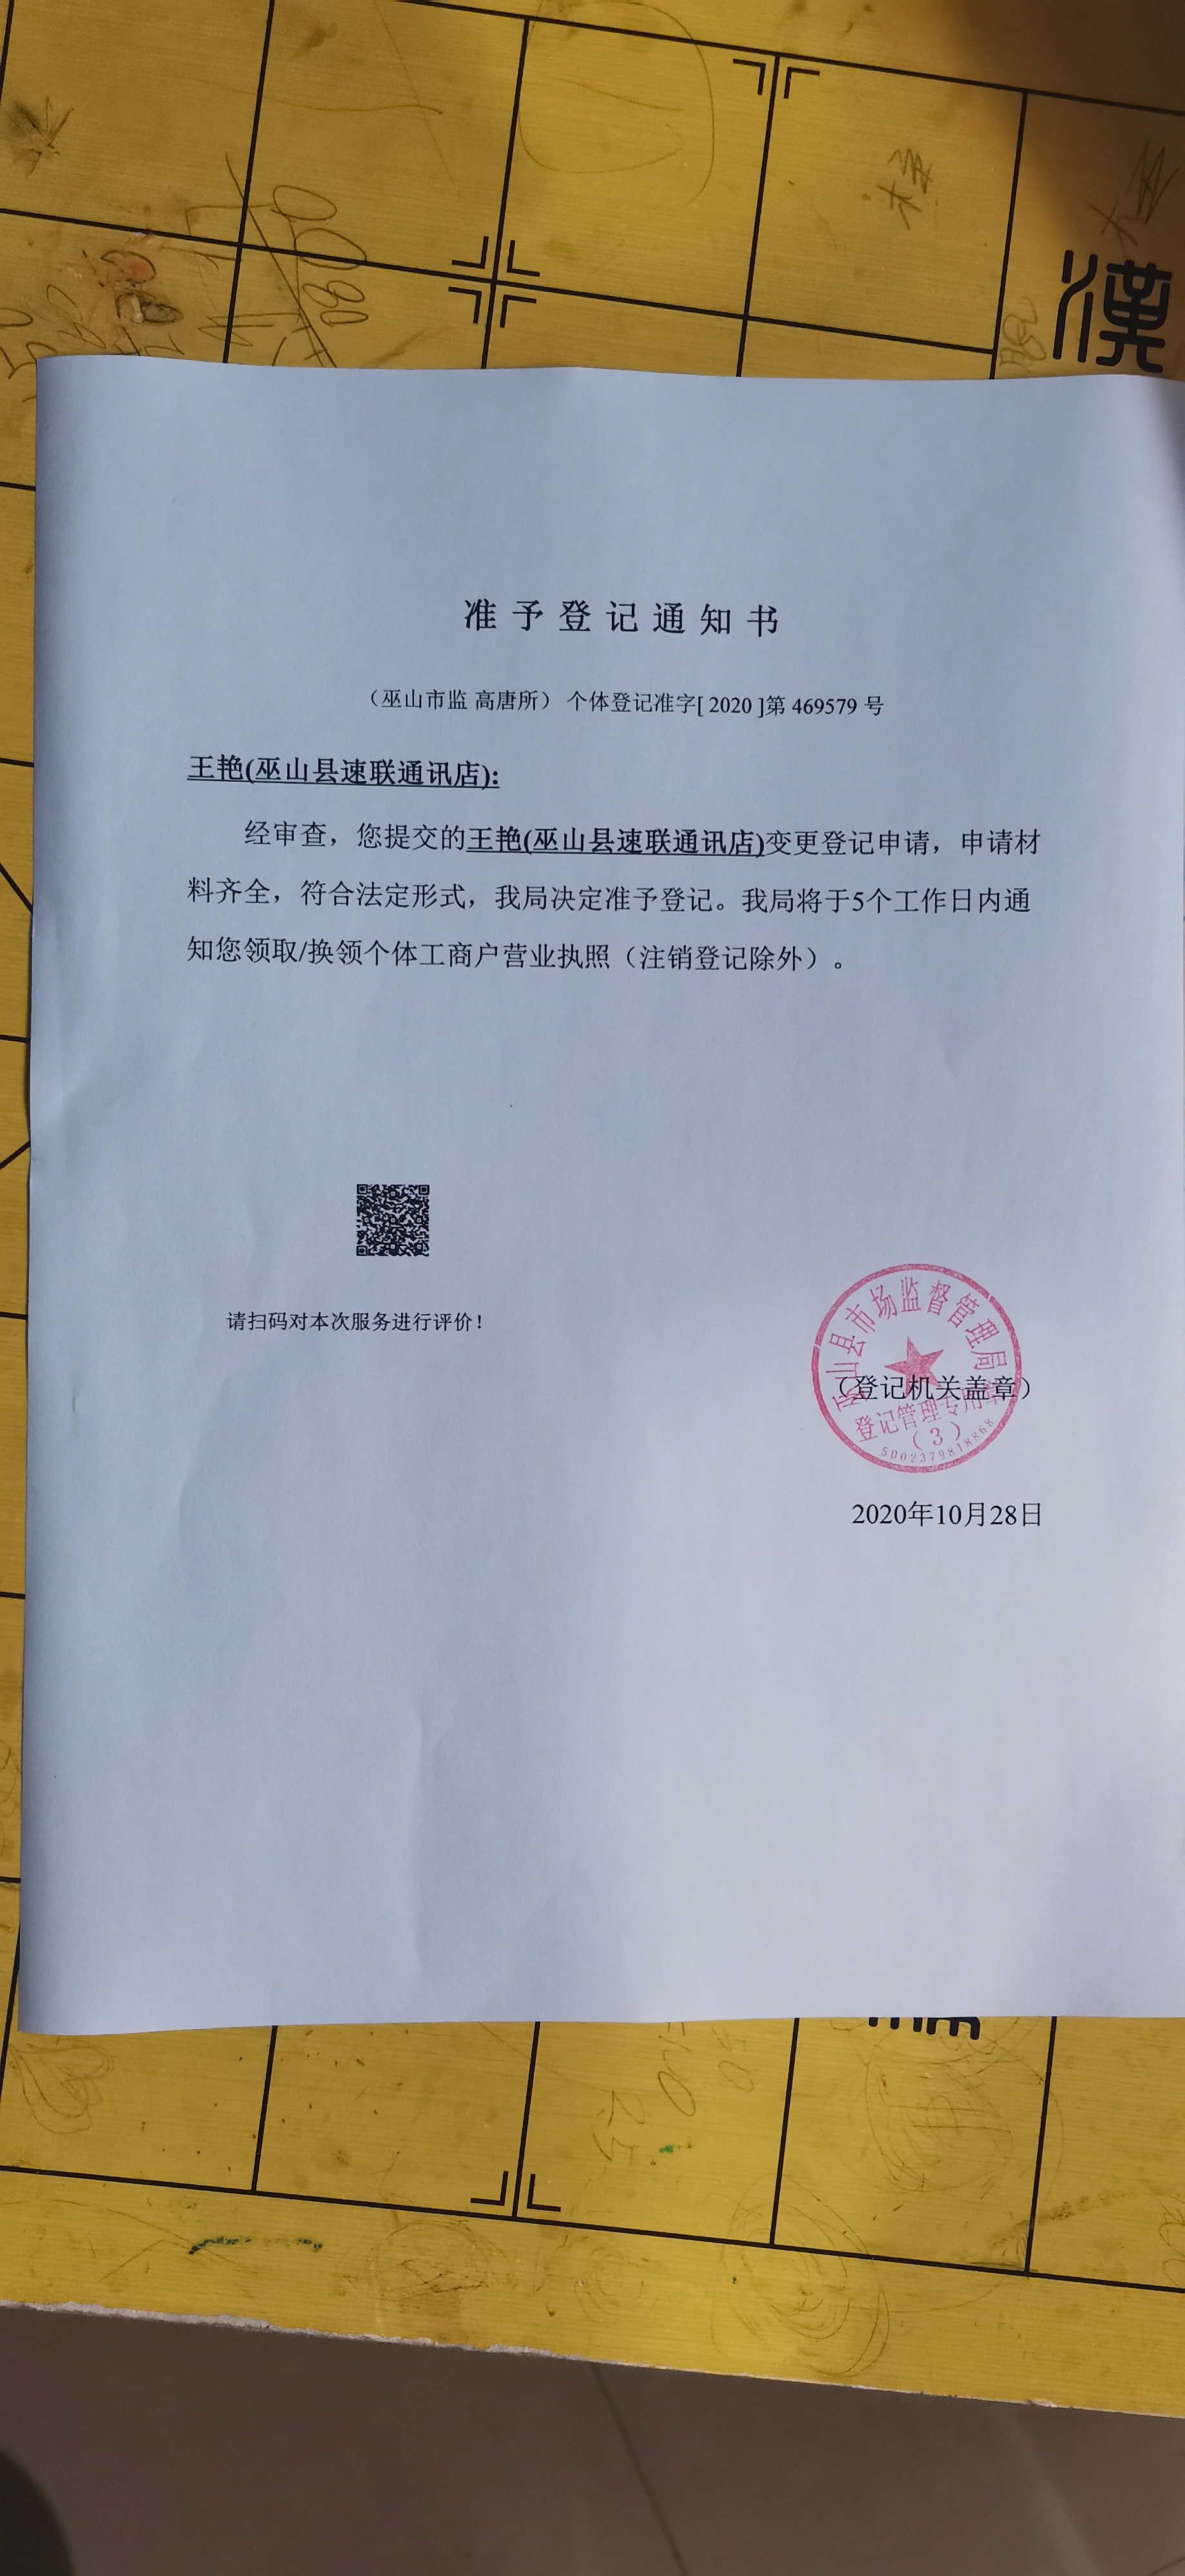 漢
准予登记通知书
（巫山市监 高唐所） 个体登记准字[ 2020 ]第 469579 号
王艳(巫山县速联通讯店):
经审查，您提交的王艳(巫山县速联通讯店)变更登记申请，申请材
料齐全，符合法定形式，我局决定准予登记。我局将于5个工作日内通
知您领取/换领个体工商户营业执照（注销登记除外）。
请扫码对本次服务进行评价！
巫山县市场监督管理局
（登记机关盖章）
登记管理专用章
（3）
5002379818868
2020年10月28日